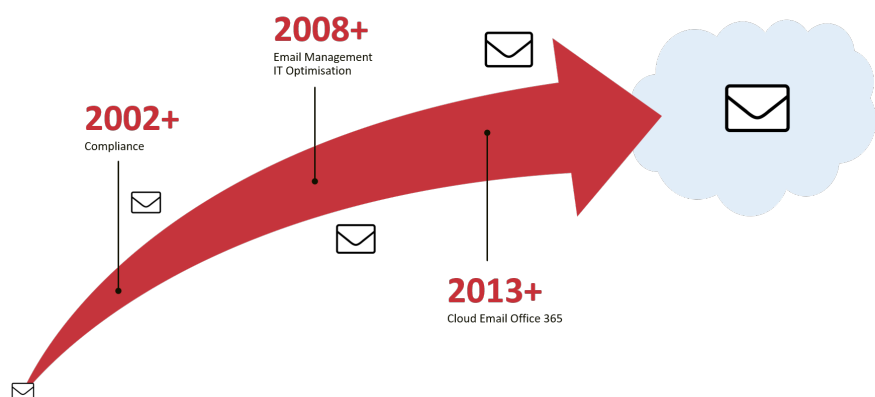 2008+
Email Management
IT Optimisation
2002+
Compliance
2013+
Cloud Email Office 365